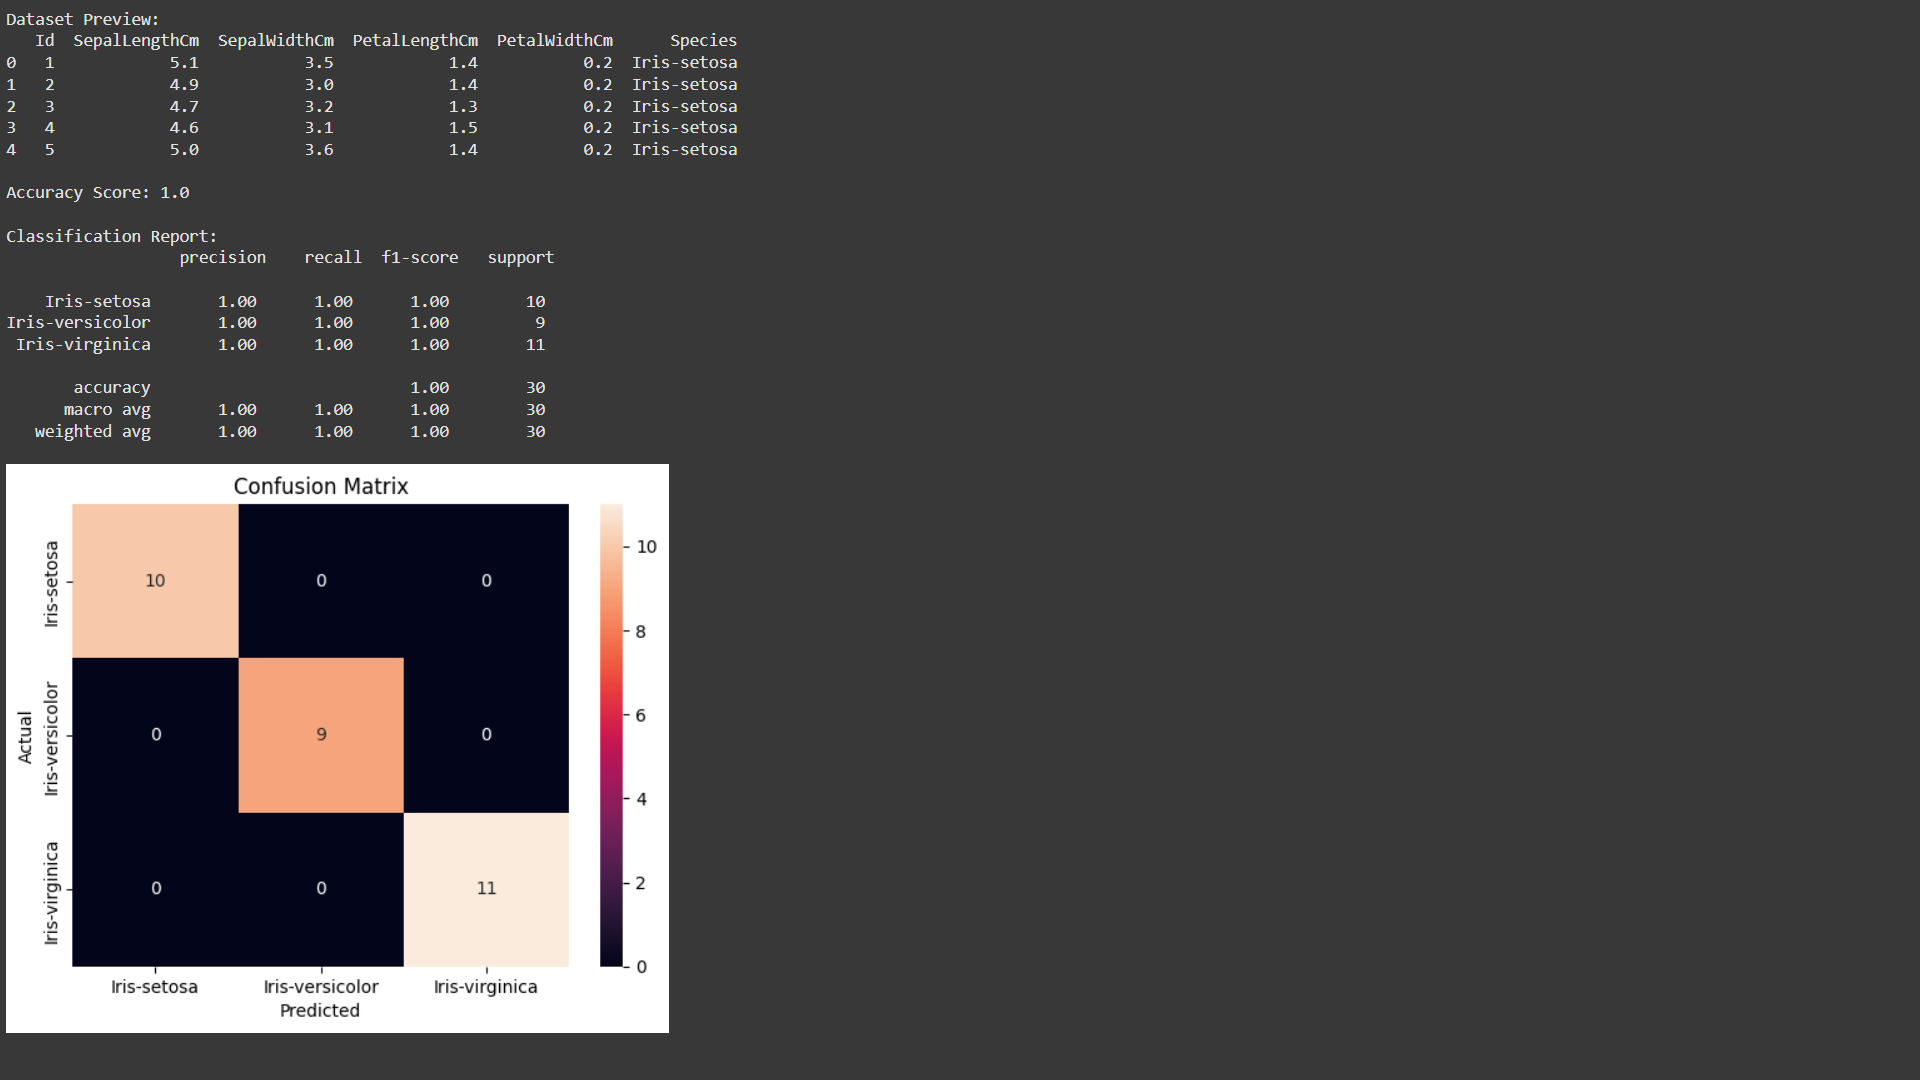 Dataset Preview:
   Id  SepalLengthCm  SepalWidthCm  PetalLengthCm  PetalWidthCm      Species
0   1            5.1           3.5            1.4           0.2  Iris-setosa
1   2            4.9           3.0            1.4           0.2  Iris-setosa
2   3            4.7           3.2            1.3           0.2  Iris-setosa
3   4            4.6           3.1            1.5           0.2  Iris-setosa
4   5            5.0           3.6            1.4           0.2  Iris-setosa
Accuracy Score: 1.0
Classification Report:
                  precision    recall  f1-score   support
    Iris-setosa       1.00      1.00      1.00        10
Iris-versicolor       1.00      1.00      1.00         9
 Iris-virginica       1.00      1.00      1.00        11
       accuracy                           1.00        30
      macro avg       1.00      1.00      1.00        30
   weighted avg       1.00      1.00      1.00        30
Confusion Matrix
Actual
Iris-setosa
Iris-versicolor
Iris-virginica
10 0 0
0 9 0
0 0 11
Iris-setosa Iris-versicolor Iris-virginica
Predicted
10
8
6
4
2
0